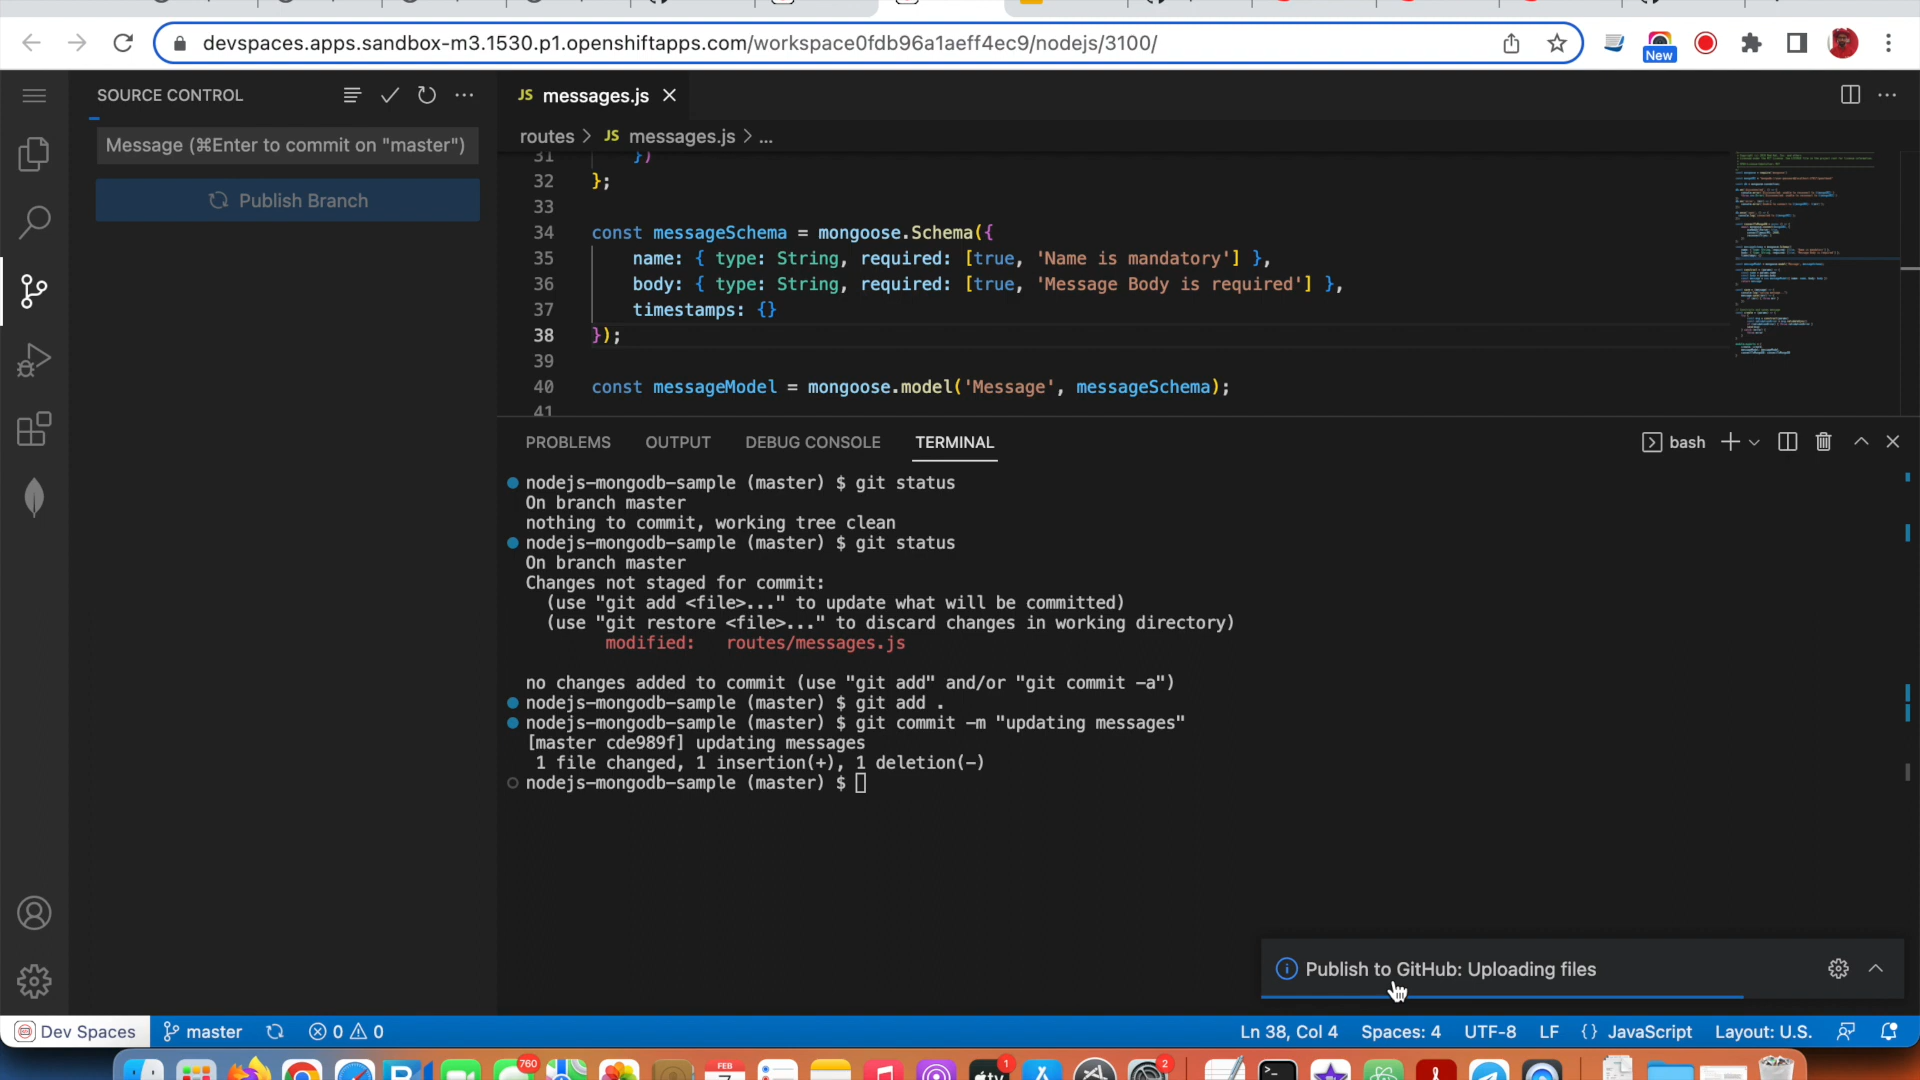 devspaces.apps.sandbox-m3.1530.p1.openshiftapps.com/workspace0fdb96a1aeff4ec9/nodejs/3100/
New
SOURCE CONTROL
Message (⌘Enter to commit on "master")
Publish Branch
JS messages.js
routes > JS messages.js > ...
31 })
32 };
33
34 const messageSchema = mongoose.Schema({
35 name: { type: String, required: [true, 'Name is mandatory'] },
36 body: { type: String, required: [true, 'Message Body is required'] },
37 timestamps: {}
38 });
39
40 const messageModel = mongoose.model('Message', messageSchema);
41
PROBLEMS OUTPUT DEBUG CONSOLE TERMINAL bash
nodejs-mongodb-sample (master) $ git status
On branch master
nothing to commit, working tree clean
nodejs-mongodb-sample (master) $ git status
On branch master
Changes not staged for commit:
(use "git add <file>..." to update what will be committed)
(use "git restore <file>..." to discard changes in working directory)
modified: routes/messages.js
no changes added to commit (use "git add" and/or "git commit -a")
nodejs-mongodb-sample (master) $ git add .
nodejs-mongodb-sample (master) $ git commit -m "updating messages"
[master cde989f] updating messages
1 file changed, 1 insertion(+), 1 deletion(-)
nodejs-mongodb-sample (master) $
Publish to GitHub: Uploading files
Dev Spaces master 0 0 Ln 38, Col 4 Spaces: 4 UTF-8 LF {} JavaScript Layout: U.S.
760 FEB tv 1 2